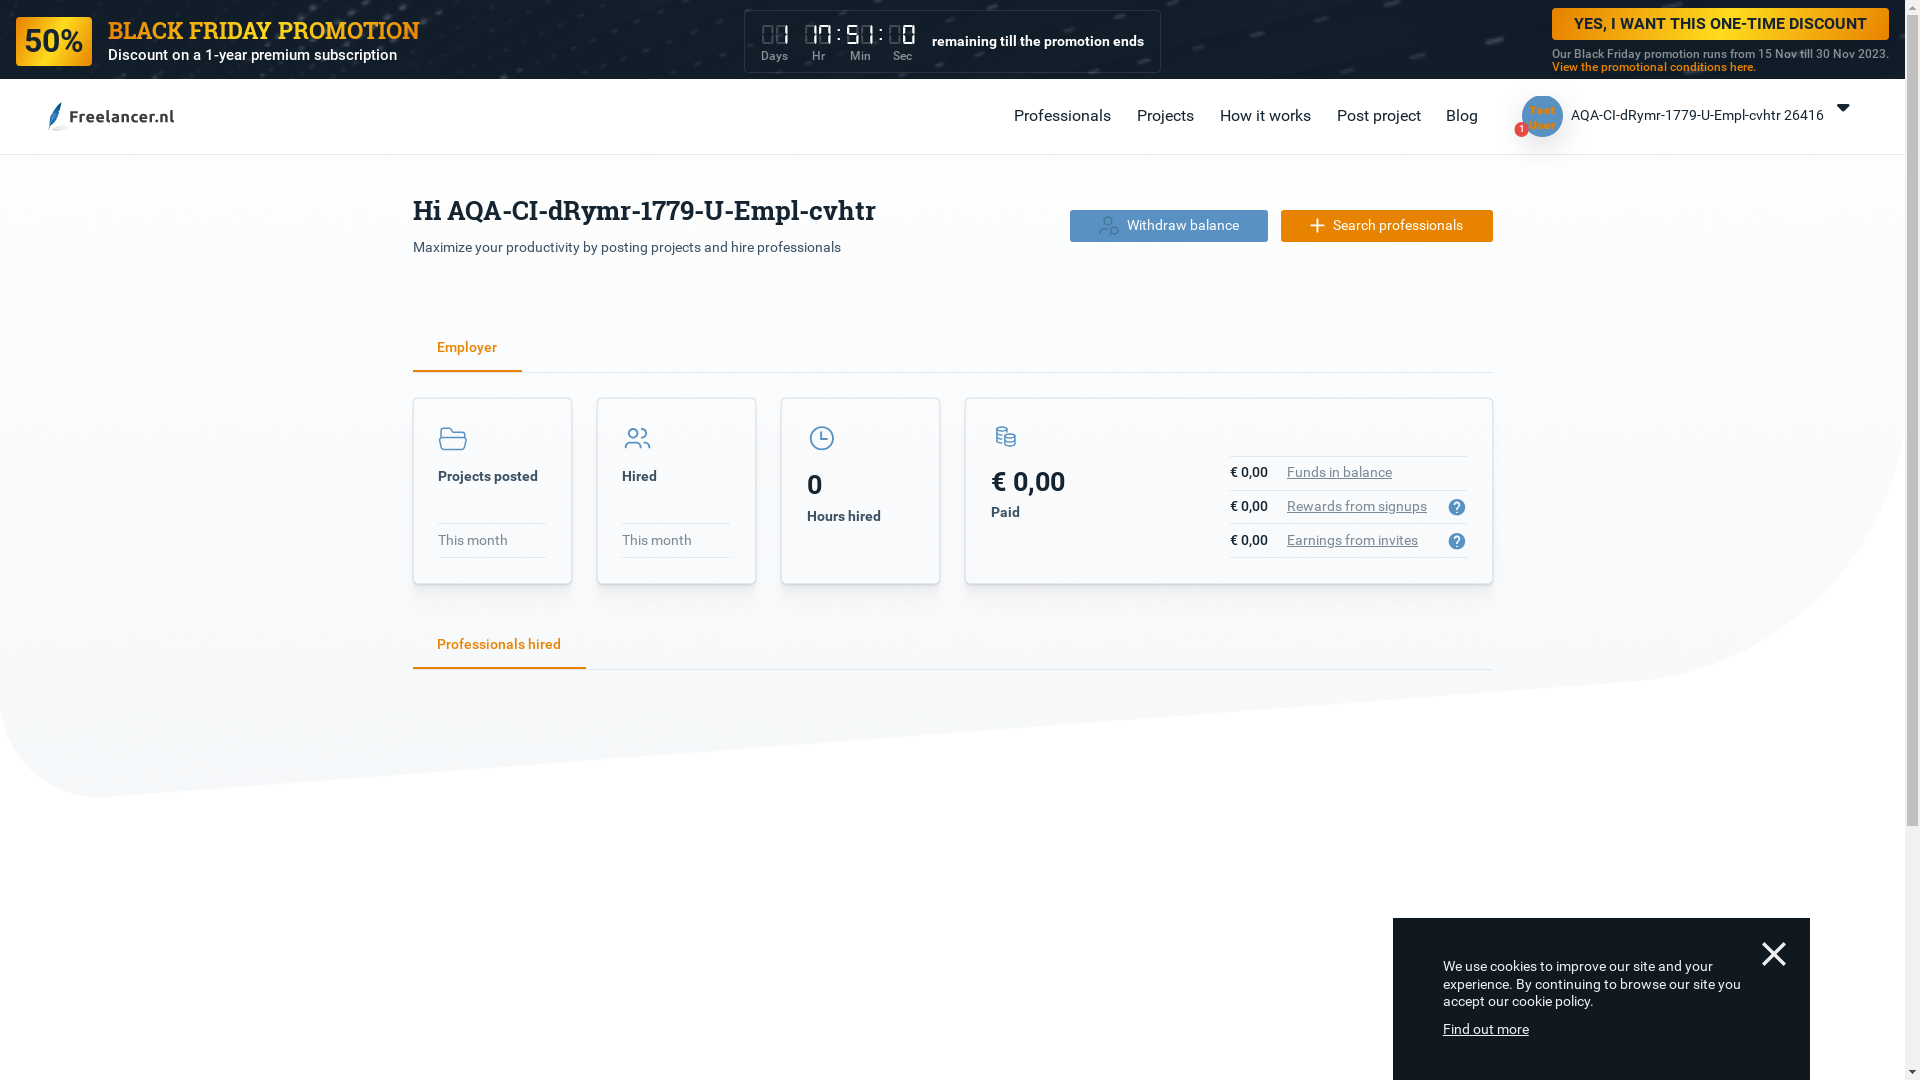 50%
BLACK FRIDAY PROMOTION
Discount on a 1-year premium subscription
1 17:51:0
Days Hr Min Sec
remaining till the promotion ends
YES, I WANT THIS ONE-TIME DISCOUNT
Our Black Friday promotion runs from 15 Nov till 30 Nov 2023.
View the promotional conditions here.
Freelancer.nl
Professionals
Projects
How it works
Post project
Blog
Test
User
1
AQA-CI-dRymr-1779-U-Empl-cvhtr 26416
Hi AQA-CI-dRymr-1779-U-Empl-cvhtr
Maximize your productivity by posting projects and hire professionals
Withdraw balance
Search professionals
Employer
Projects posted
This month
Hired
This month
0
Hours hired
€ 0,00
Paid
€ 0,00 Funds in balance
€ 0,00 Rewards from signups ?
€ 0,00 Earnings from invites ?
Professionals hired
We use cookies to improve our site and your
experience. By continuing to browse our site you
accept our cookie policy.
Find out more